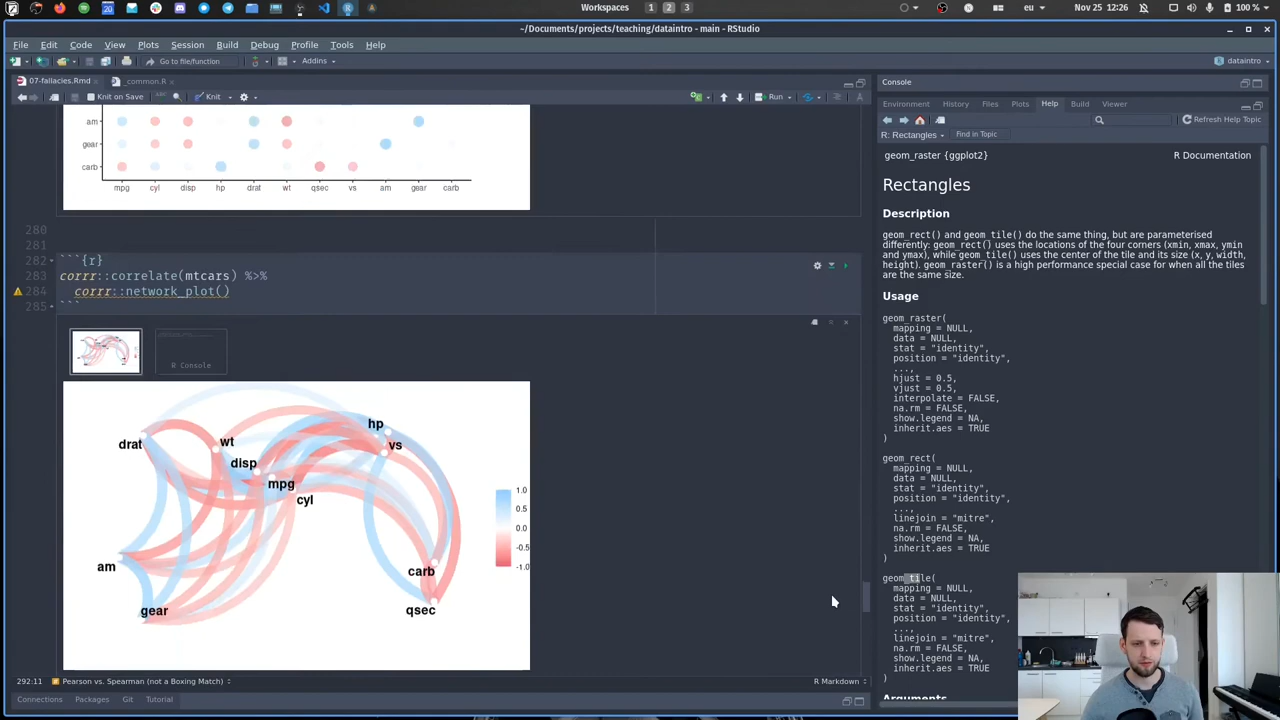 Workspaces
1
2
3
eu
Nov 25 12:26
100 %
~/Documents/projects/teaching/dataintro - main - RStudio
File Edit Code View Plots Session Build Debug Profile Tools Help
Go to file/function
Addins
dataintro
07-fallacies.Rmd
_common.R
Knit on Save
Knit
Run
am
gear
carb
mpg cyl disp hp drat wt qsec vs am gear carb
280
281
282 ```{r}
283 corrr::correlate(mtcars) %>%
284 corrr::network_plot()
285 ```
R Console
drat
wt
disp
mpg
cyl
hp
vs
am
gear
carb
qsec
1.0
0.5
0.0
-0.5
-1.0
292:11
Pearson vs. Spearman (not a Boxing Match)
R Markdown
Connections Packages Git Tutorial
Console
Environment History Files Plots Help Build Viewer
Refresh Help Topic
R: Rectangles
Find in Topic
geom_raster {ggplot2}
R Documentation
Rectangles
Description
geom_rect() and geom_tile() do the same thing, but are parameterised
differently: geom_rect() uses the locations of the four corners (xmin, xmax, ymin
and ymax), while geom_tile() uses the center of the tile and its size (x, y, width,
height). geom_raster() is a high performance special case for when all the tiles
are the same size.
Usage
geom_raster(
mapping = NULL,
data = NULL,
stat = "identity",
position = "identity",
...,
hjust = 0.5,
vjust = 0.5,
interpolate = FALSE,
na.rm = FALSE,
show.legend = NA,
inherit.aes = TRUE
)
geom_rect(
mapping = NULL,
data = NULL,
stat = "identity",
position = "identity",
...,
linejoin = "mitre",
na.rm = FALSE,
show.legend = NA,
inherit.aes = TRUE
)
geom_tile(
mapping = NULL,
data = NULL,
stat = "identity",
position = "identity",
...,
linejoin = "mitre",
na.rm = FALSE,
show.legend = NA,
inherit.aes = TRUE
)
Arguments